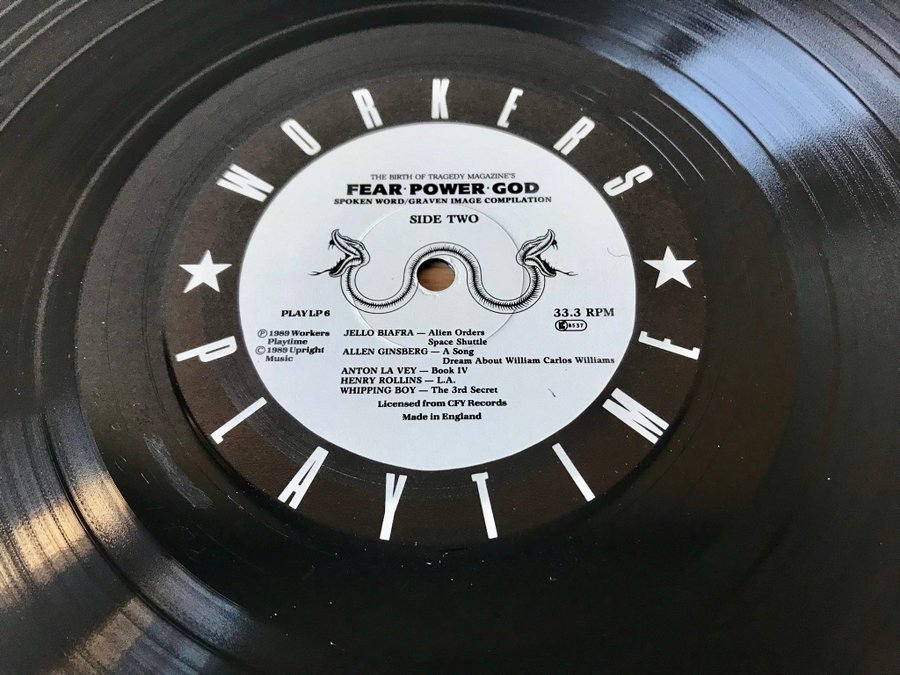 WORKERS
THE BIRTH OF TRAGEDY MAGAZINE'S
FEAR·POWER·GOD
SPOKEN WORD/GRAVEN IMAGE COMPILATION
SIDE TWO
PLAY LP 6
33.3 RPM
Ⓟ 1989 Workers
Playtime
© 1989 Upright
Music
JELLO BIAFRA — Alien Orders
Space Shuttle
ALLEN GINSBERG — A Song
Dream About William Carlos Williams
ANTON LA VEY — Book IV
HENRY ROLLINS — L.A.
WHIPPING BOY — The 3rd Secret
Licensed from CFY Records
Made in England
PLAYTIME